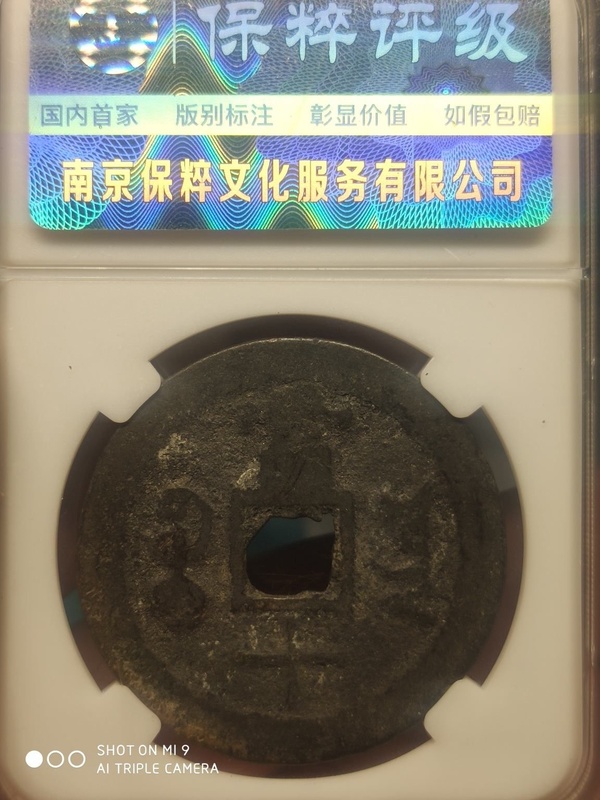 保粹评级
国内首家 版别标注 彰显价值 如假包赔
南京保粹文化服务有限公司
當
十
SHOT ON MI 9
AI TRIPLE CAMERA